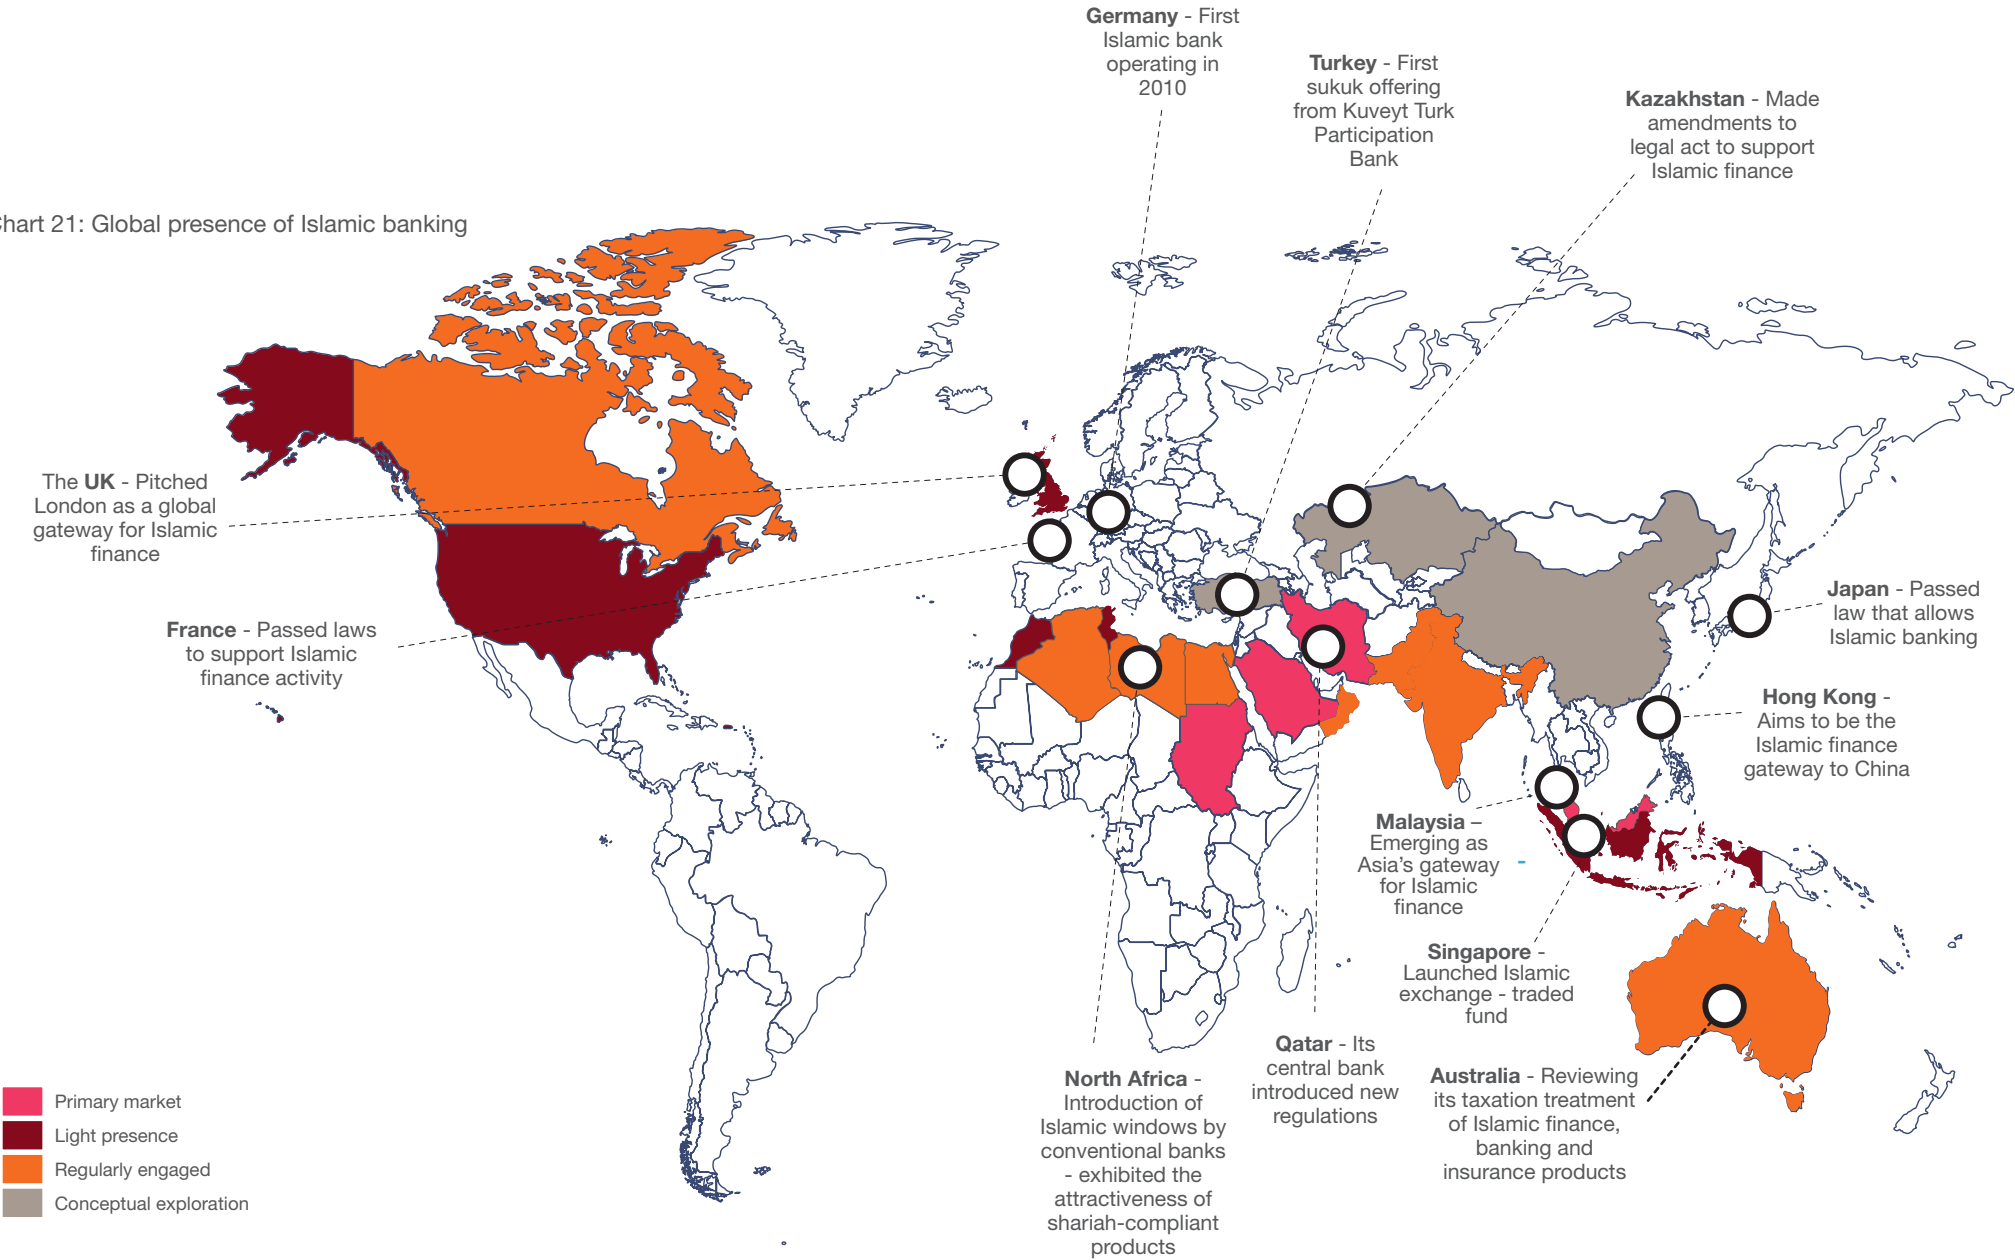 Germany - First
Islamic bank
operating in
2010
Turkey - First
sukuk offering
from Kuveyt Turk
Participation
Bank
Kazakhstan - Made
amendments to
legal act to support
Islamic finance
hart 21: Global presence of Islamic banking
The UK - Pitched
London as a global
gateway for Islamic
finance
France - Passed laws
to support Islamic
finance activity
Japan - Passed
law that allows
Islamic banking
Hong Kong -
Aims to be the
Islamic finance
gateway to China
Malaysia –
Emerging as
Asia's gateway
for Islamic
finance
Singapore -
Launched Islamic
exchange - traded
fund
Qatar - Its
central bank
introduced new
regulations
Australia - Reviewing
its taxation treatment
of Islamic finance,
banking and
insurance products
North Africa -
Introduction of
Islamic windows by
conventional banks
- exhibited the
attractiveness of
shariah-compliant
products
Primary market
Light presence
Regularly engaged
Conceptual exploration